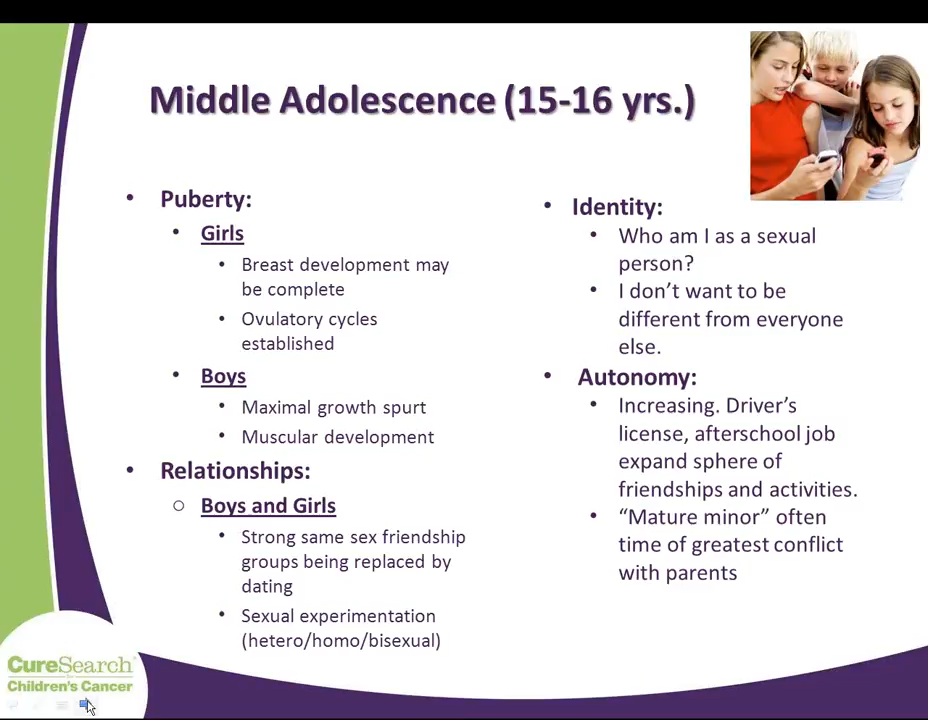 Middle Adolescence (15-16 yrs.)
• Puberty:
• Girls
• Breast development may
be complete
• Ovulatory cycles
established
• Boys
• Maximal growth spurt
• Muscular development
• Relationships:
○ Boys and Girls
• Strong same sex friendship
groups being replaced by
dating
• Sexual experimentation
(hetero/homo/bisexual)
• Identity:
• Who am I as a sexual
person?
• I don’t want to be
different from everyone
else.
• Autonomy:
• Increasing. Driver’s
license, afterschool job
expand sphere of
friendships and activities.
• “Mature minor” often
time of greatest conflict
with parents
CureSearch
for
Children's Cancer